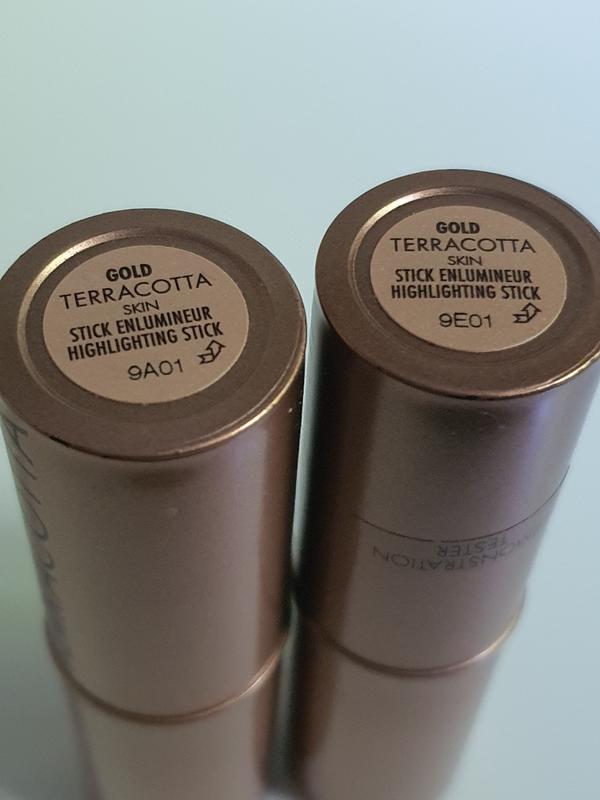 GOLD
TERRACOTTA
SKIN
STICK ENLUMINEUR
HIGHLIGHTING STICK
9A01
GOLD
TERRACOTTA
SKIN
STICK ENLUMINEUR
HIGHLIGHTING STICK
9E01
TESTER